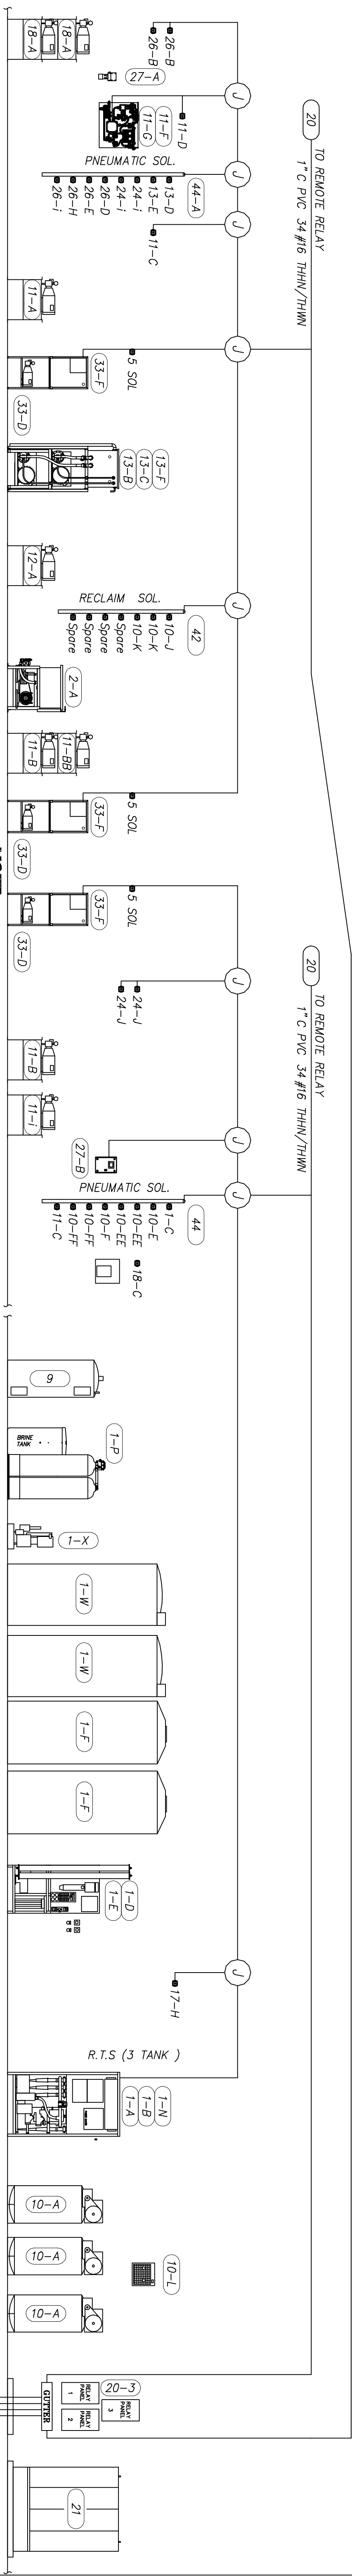 18-A
18-A
26-B
26-B
27-A
J
20
TO REMOTE RELAY
1" C PVC 34 #16 THHN/THWN
11-F
11-G
11-D
PNEUMATIC SOL.
44-A
J
13-D
13-E
24-i
24-i
26-D
26-E
26-H
26-i
J
11-C
11-A
J
5 SOL
33-F
33-D
13-F
13-C
13-B
12-A
RECLAIM SOL.
42
J
10-J
10-K
10-K
Spare
Spare
Spare
Spare
2-A
11-BB
11-B
5 SOL
33-F
33-D
5 SOL
33-F
33-D
J
20
TO REMOTE RELAY
1" C PVC 34 #16 THHN/THWN
24-J
24-J
11-B
11-i
J
27-B
PNEUMATIC SOL.
44
J
1-C
10-E
10-EE
10-EE
10-F
10-FF
10-FF
11-C
18-C
9
BRINE
TANK
1-P
1-X
1-W
1-W
1-F
1-F
1-D
1-E
J
17-H
R.T.S (3 TANK )
1-N
1-B
1-A
10-A
10-A
10-A
10-L
20-3
RELAY
PANEL
1
RELAY
PANEL
2
RELAY
PANEL
3
GUTTER
21